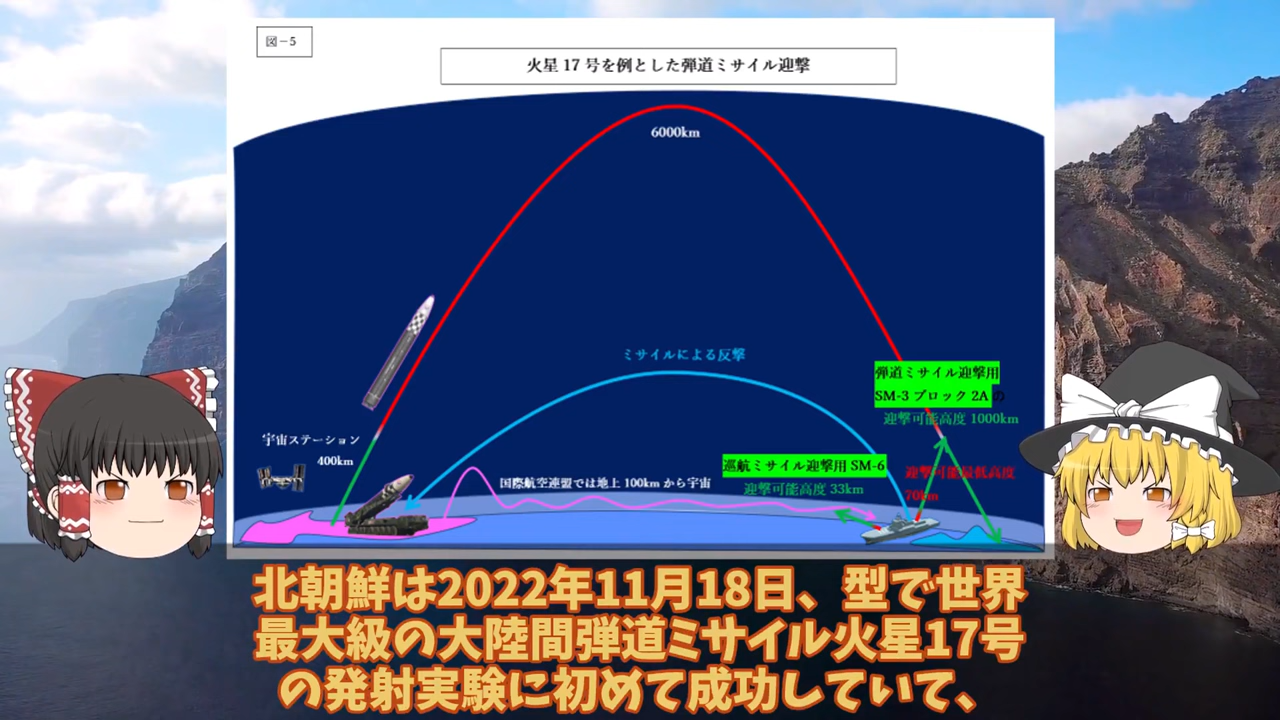 図－5
火星 17 号を例とした弾道ミサイル迎撃
6000km
ミサイルによる反撃
弾道ミサイル迎撃用
SM-3 ブロック 2A の
迎撃可能高度 1000km
宇宙ステーション
400km
国際航空連盟では地上 100km から宇宙
巡航ミサイル迎撃用 SM-6
迎撃可能高度 33km
迎撃可能最低高度
70km
北朝鮮は2022年11月18日、型で世界
最大級の大陸間弾道ミサイル火星17号
の発射実験に初めて成功していて、